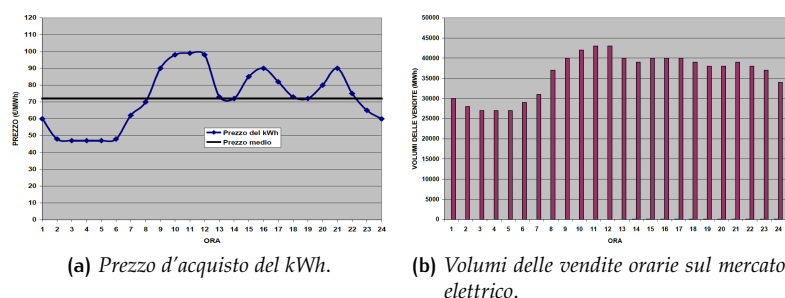 120
110
100
90
80
70
60
50
40
30
20
10
0
PREZZO (€/MWh)
Prezzo del kWh
Prezzo medio
1 2 3 4 5 6 7 8 9 10 11 12 13 14 15 16 17 18 19 20 21 22 23 24
ORA
(a) Prezzo d'acquisto del kWh.
50000
45000
40000
35000
30000
25000
20000
15000
10000
5000
0
VOLUMI DELLE VENDITE (MWh)
1 2 3 4 5 6 7 8 9 10 11 12 13 14 15 16 17 18 19 20 21 22 23 24
ORA
(b) Volumi delle vendite orarie sul mercato
elettrico.